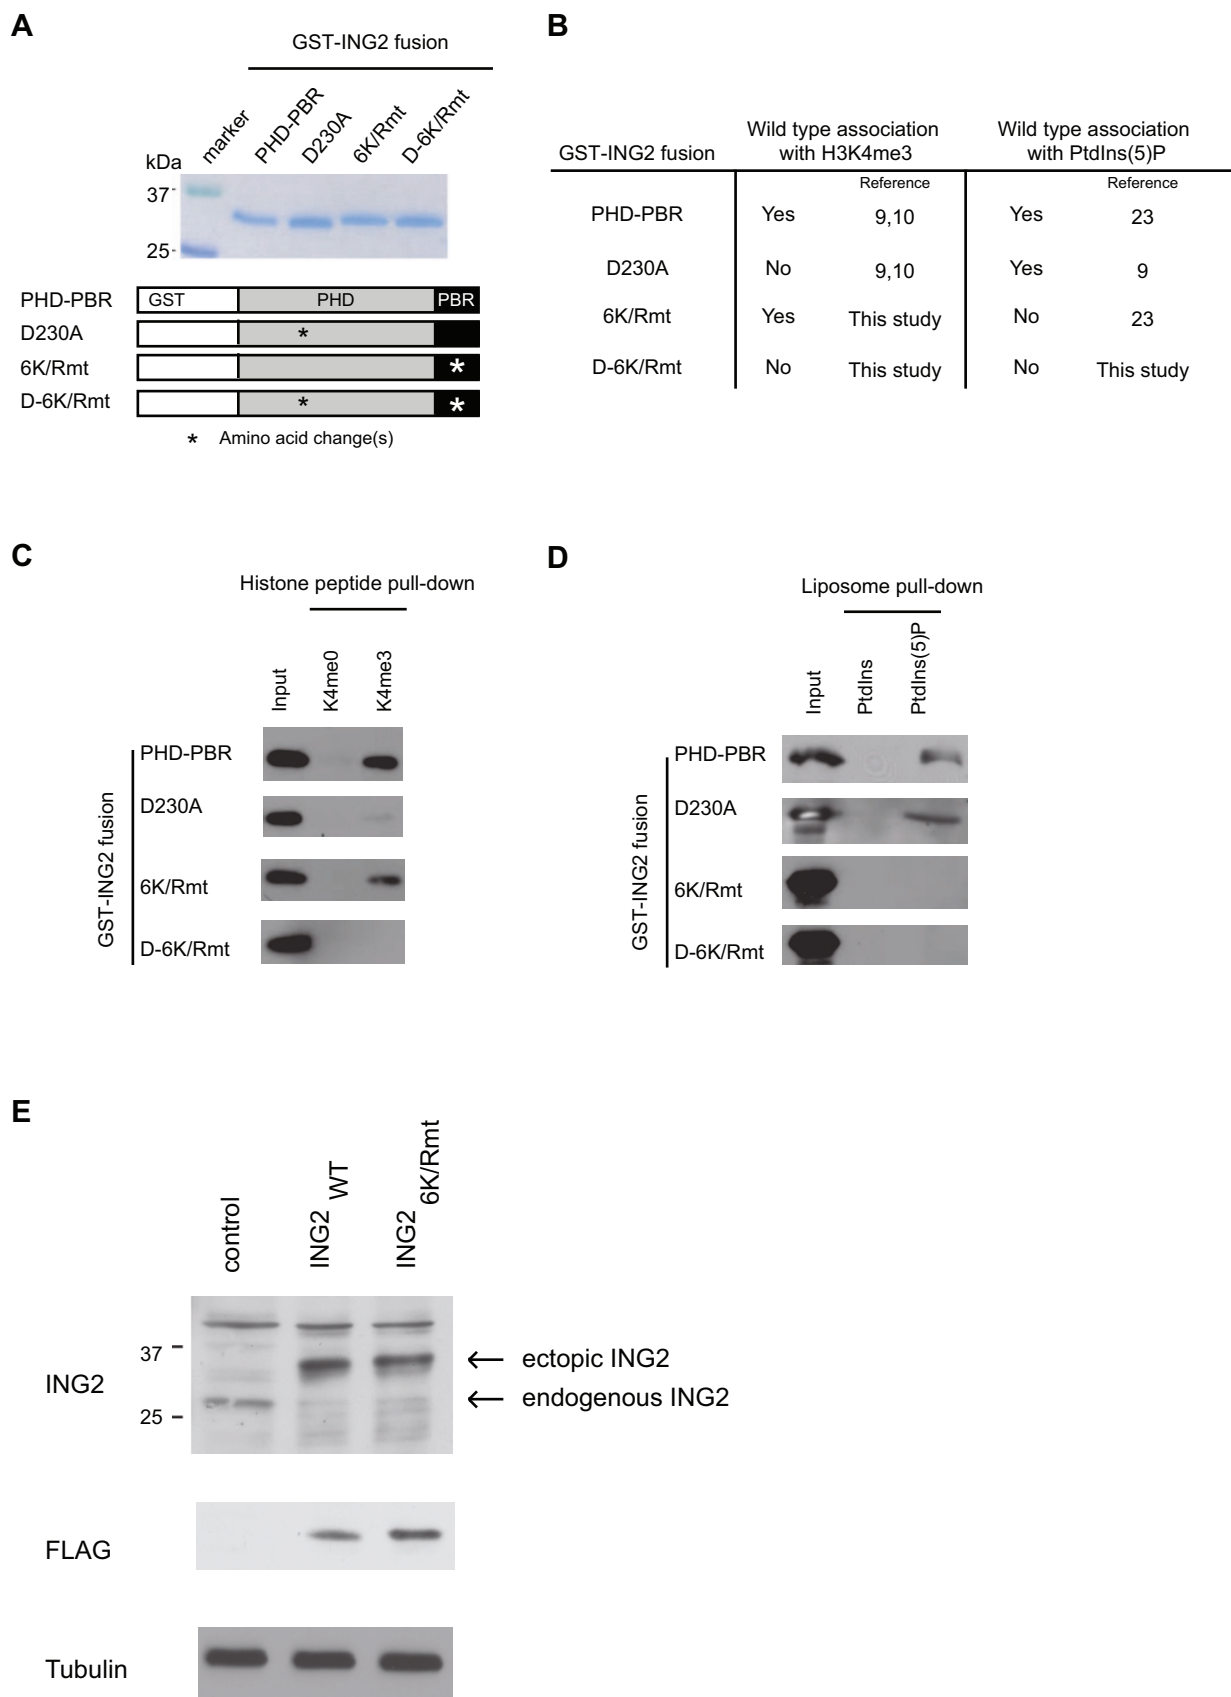 A
GST-ING2 fusion
marker
PHD-PBR
D230A
6K/Rmt
D-6K/Rmt
kDa
37-
25-
PHD-PBR
GST
PHD
PBR
D230A
*
6K/Rmt
*
D-6K/Rmt
*
*
* Amino acid change(s)
B
GST-ING2 fusion
Wild type association
with H3K4me3
Wild type association
with PtdIns(5)P
Reference
Reference
PHD-PBR Yes 9,10 Yes 23
D230A No 9,10 Yes 9
6K/Rmt Yes This study No 23
D-6K/Rmt No This study No This study
C
Histone peptide pull-down
Input
K4me0
K4me3
GST-ING2 fusion
PHD-PBR
D230A
6K/Rmt
D-6K/Rmt
D
Liposome pull-down
Input
PtdIns
PtdIns(5)P
GST-ING2 fusion
PHD-PBR
D230A
6K/Rmt
D-6K/Rmt
E
control
ING2 WT
ING2 6K/Rmt
ING2
37 -
25 -
← ectopic ING2
← endogenous ING2
FLAG
Tubulin